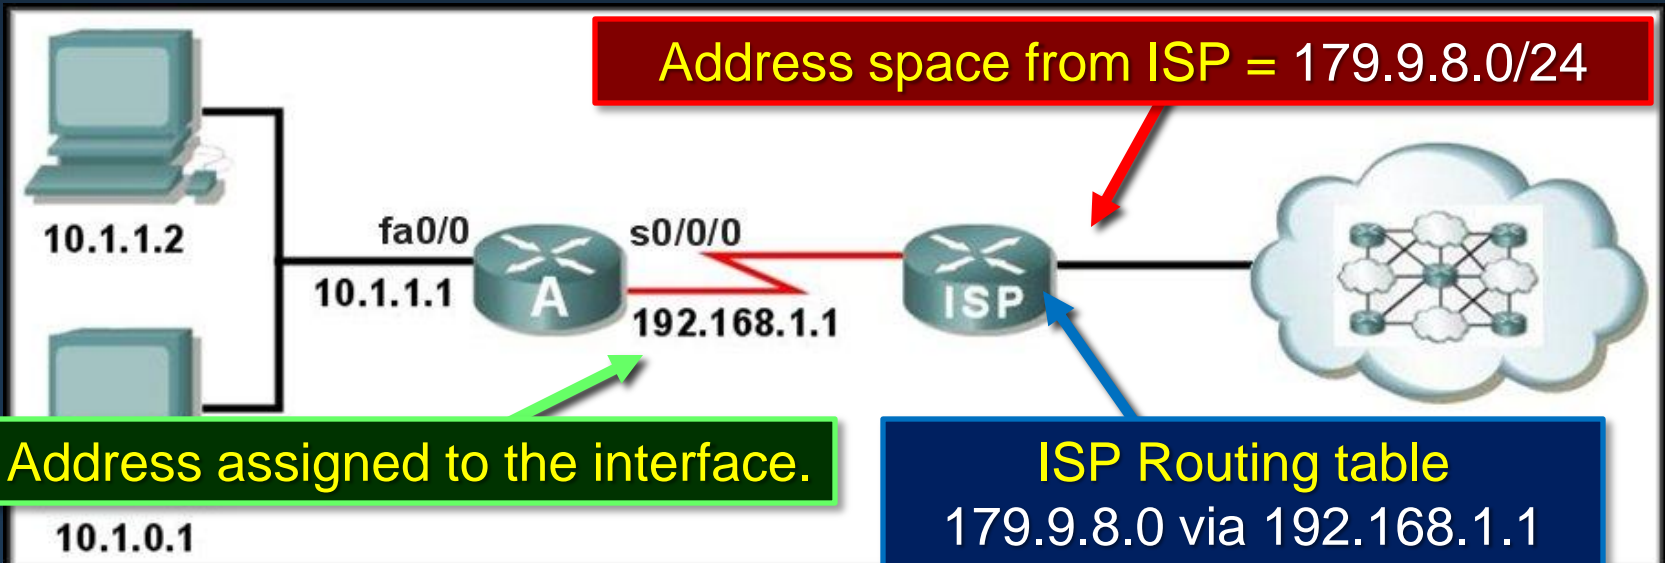 Address space from ISP = 179.9.8.0/24
10.1.1.2
fa0/0
s0/0/0
10.1.1.1
A
192.168.1.1
ISP
Address assigned to the interface.
ISP Routing table
179.9.8.0 via 192.168.1.1
10.1.0.1